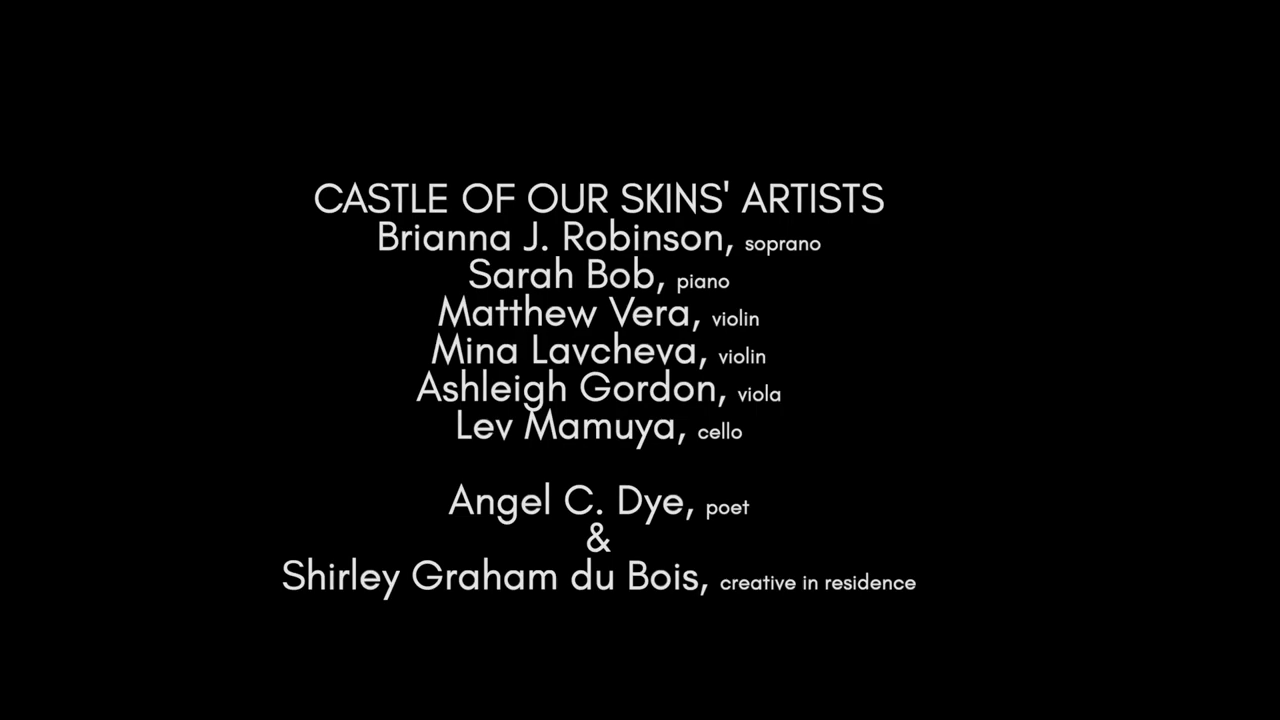 CASTLE OF OUR SKINS' ARTISTS
Brianna J. Robinson, soprano
Sarah Bob, piano
Matthew Vera, violin
Mina Lavcheva, violin
Ashleigh Gordon, viola
Lev Mamuya, cello
Angel C. Dye, poet
&
Shirley Graham du Bois, creative in residence